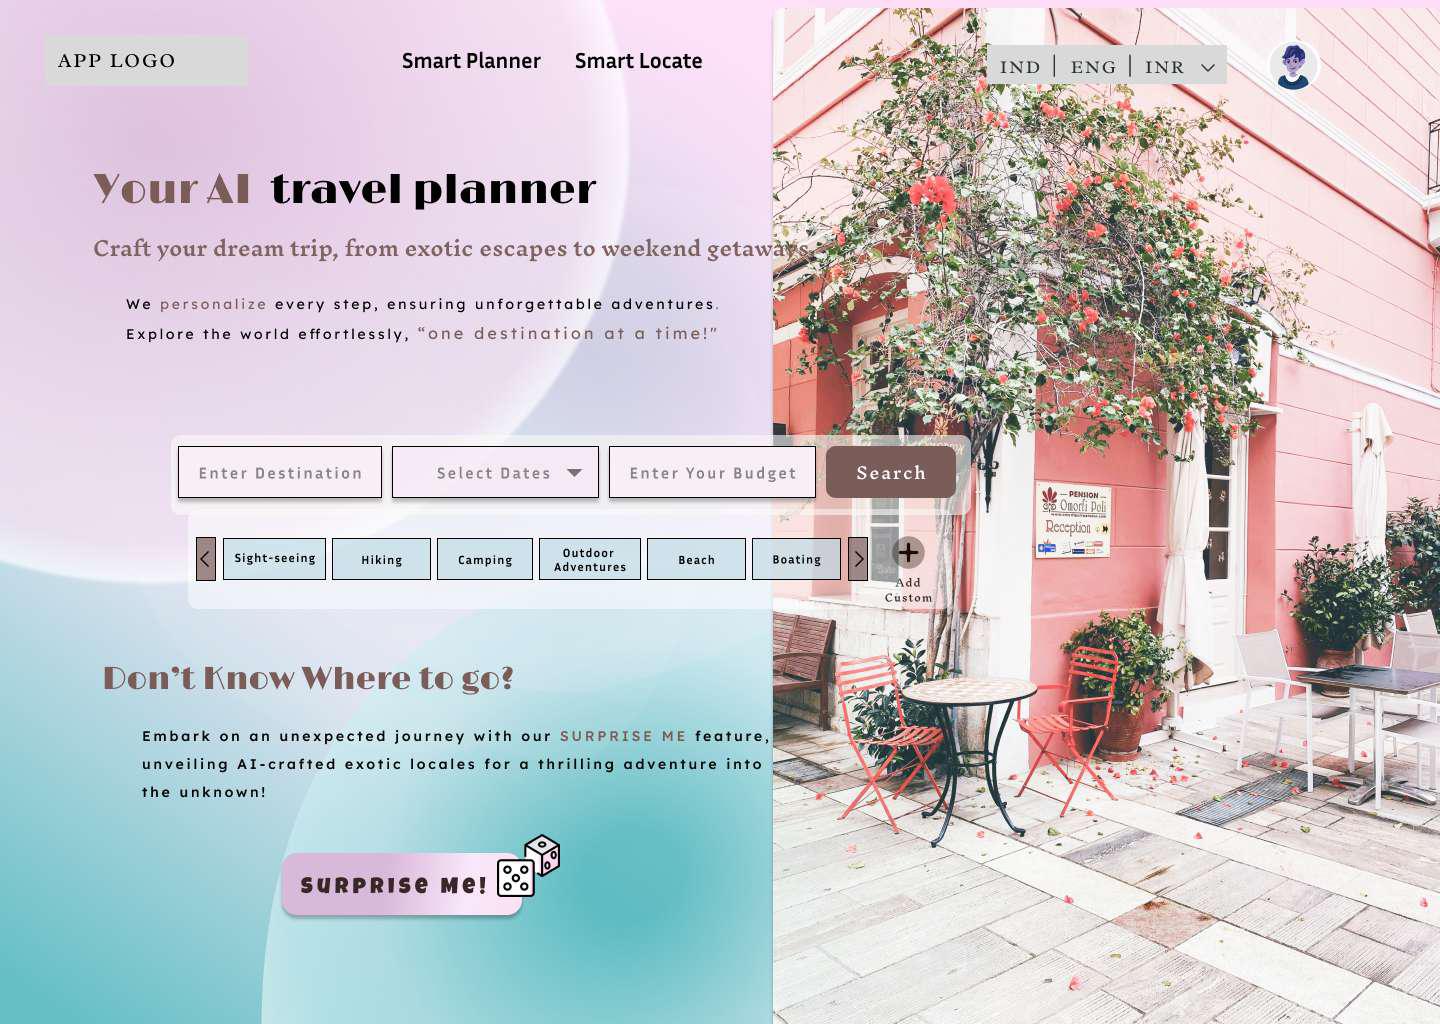 APP LOGO
Smart Planner
Smart Locate
IND | ENG | INR
Your AI travel planner
Craft your dream trip, from exotic escapes to weekend getaways.
We personalize every step, ensuring unforgettable adventures.
Explore the world effortlessly, “one destination at a time!"
Enter Destination
Select Dates
Enter Your Budget
Search
PENSION
Omorfi Poli
Reception
Sight-seeing
Hiking
Camping
Outdoor
Adventures
Beach
Boating
Add
Custom
Don’t Know Where to go?
Embark on an unexpected journey with our SURPRISE ME feature,
unveiling AI-crafted exotic locales for a thrilling adventure into
the unknown!
SURPRISE Me!